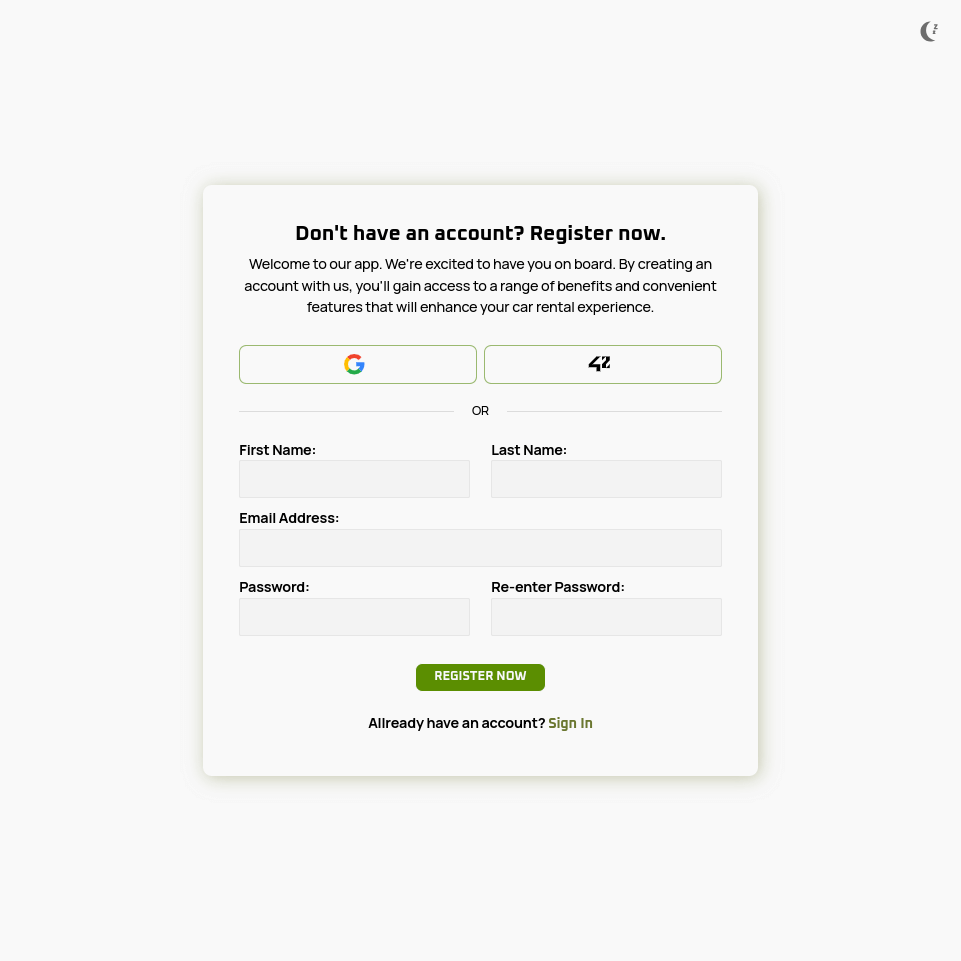 Don't have an account? Register now.
Welcome to our app. We're excited to have you on board. By creating an
account with us, you'll gain access to a range of benefits and convenient
features that will enhance your car rental experience.
42
OR
First Name: Last Name:
Email Address:
Password: Re-enter Password:
REGISTER NOW
Allready have an account? Sign In